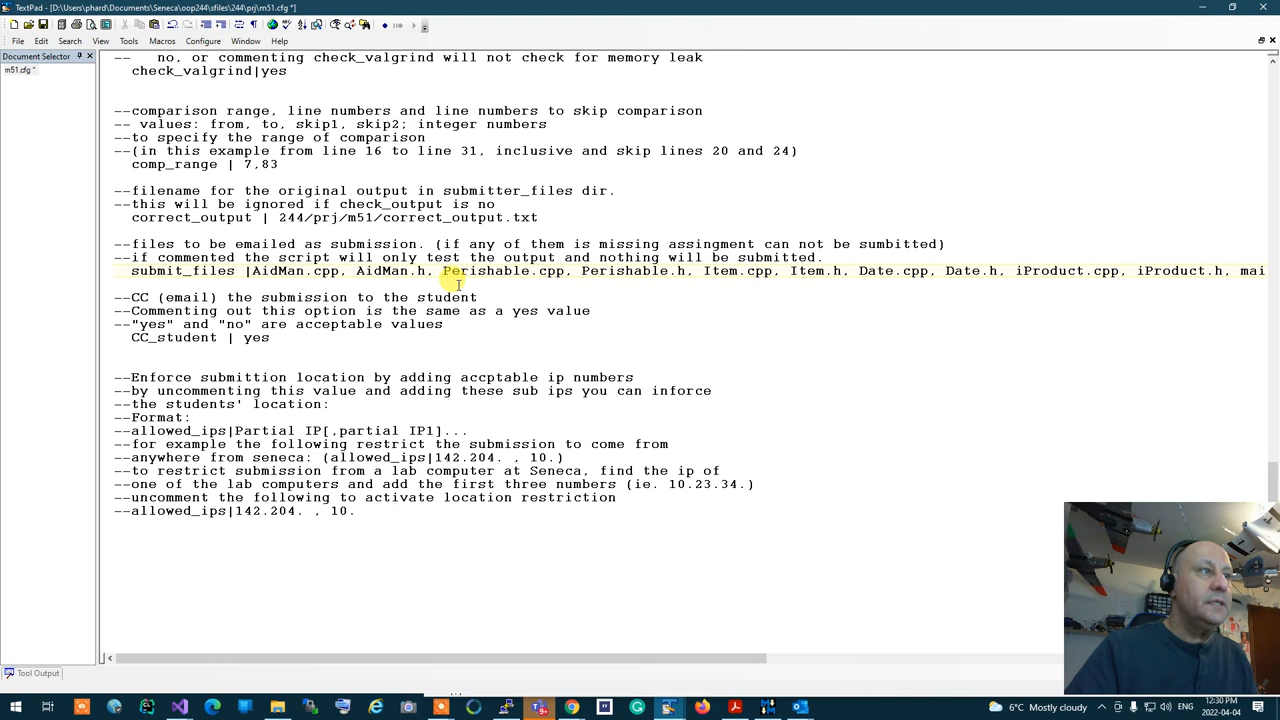 TextPad - [D:\Users\phard\Documents\Seneca\oop244\sfiles\244\prj\m51.cfg *]
File Edit Search View Tools Macros Configure Window Help
Document Selector
m51.cfg *
-- no, or commenting check_valgrind will not check for memory leak
check_valgrind|yes
--comparison range, line numbers and line numbers to skip comparison
-- values: from, to, skip1, skip2; integer numbers
--to specify the range of comparison
--(in this example from line 16 to line 31, inclusive and skip lines 20 and 24)
comp_range | 7,83
--filename for the original output in submitter_files dir.
--this will be ignored if check_output is no
correct_output | 244/prj/m51/correct_output.txt
--files to be emailed as submission. (if any of them is missing assingment can not be sumbitted)
--if commented the script will only test the output and nothing will be submitted.
submit_files |AidMan.cpp, AidMan.h, Perishable.cpp, Perishable.h, Item.cpp, Item.h, Date.cpp, Date.h, iProduct.cpp, iProduct.h, mai
--CC (email) the submission to the student
--Commenting out this option is the same as a yes value
--"yes" and "no" are acceptable values
CC_student | yes
--Enforce submittion location by adding accptable ip numbers
--by uncommenting this value and adding these sub ips you can inforce
--the students' location:
--Format:
--allowed_ips|Partial IP[,partial IP1]...
--for example the following restrict the submission to come from
--anywhere from seneca: (allowed_ips|142.204. , 10.)
--to restrict submission from a lab computer at Seneca, find the ip of
--one of the lab computers and add the first three numbers (ie. 10.23.34.)
--uncomment the following to activate location restriction
--allowed_ips|142.204. , 10.
Tool Output
6°C Mostly cloudy
12:30 PM
2022-04-04